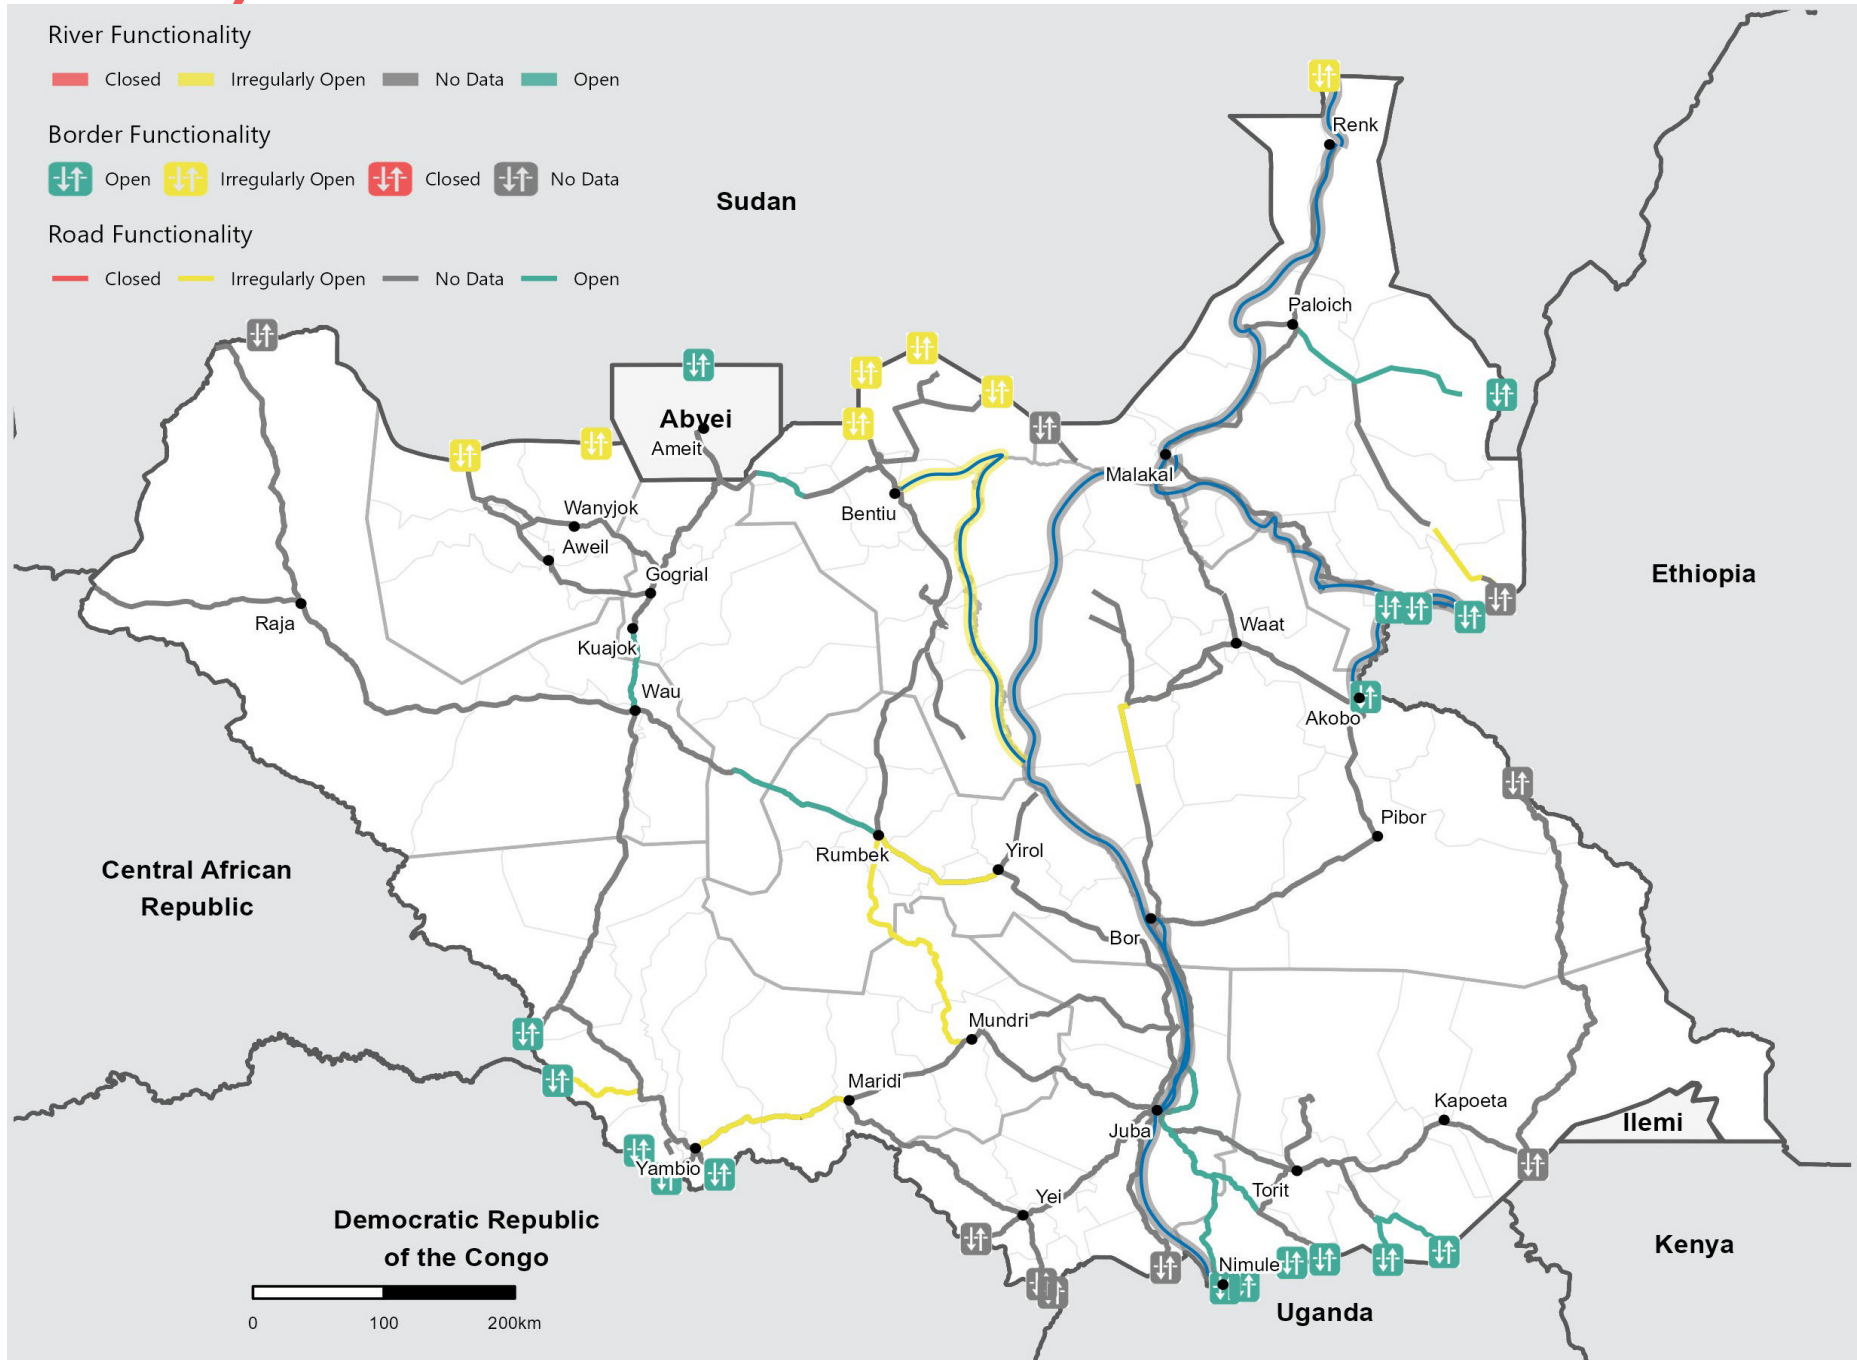 River Functionality
Closed Irregularly Open No Data Open
Border Functionality
Open Irregularly Open Closed No Data
Road Functionality
Closed Irregularly Open No Data Open
Sudan
Renk
Paloich
Abyei
Ameit
Malakal
Bentiu
Wanyjok
Aweil
Gogrial
Ethiopia
Raja
Kuajok
Waat
Wau
Akobo
Pibor
Rumbek
Yirol
Central African
Republic
Bor
Mundri
Maridi
Kapoeta
Ilemi
Juba
Yambio
Torit
Yei
Democratic Republic
of the Congo
Kenya
Nimule
Uganda
0 100 200km